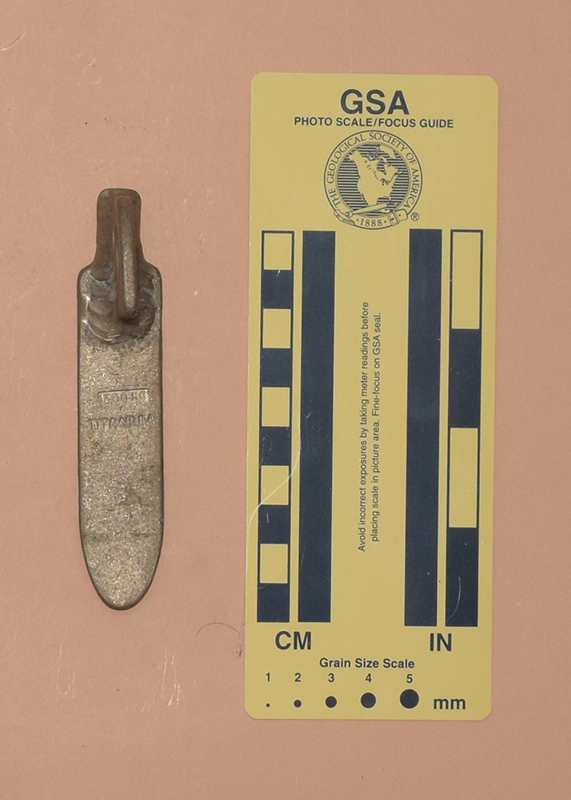 TITANIUM
GSA
PHOTO SCALE/FOCUS GUIDE
THE GEOLOGICAL SOCIETY OF AMERICA
1888
®
Avoid incorrect exposures by taking meter readings before
placing scale in picture area. Fine-focus on GSA seal.
CM
IN
Grain Size Scale
1 2 3 4 5
mm